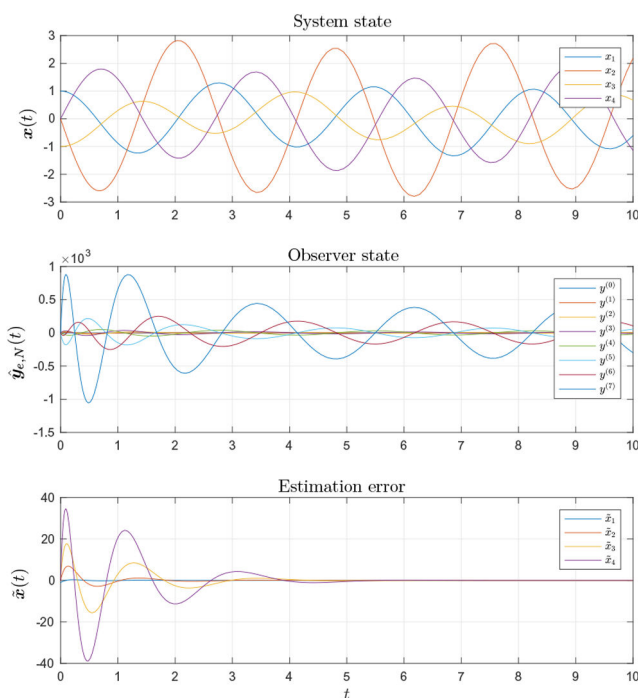 System state
3
2
1
0
-1
-2
-3
x(t)
x₁
x₂
x₃
x₄
0 1 2 3 4 5 6 7 8 9 10
×10³
Observer state
1
0.5
0
-0.5
-1
-1.5
ŷₑ,N(t)
y⁽⁰⁾
y⁽¹⁾
y⁽²⁾
y⁽³⁾
y⁽⁴⁾
y⁽⁵⁾
y⁽⁶⁾
y⁽⁷⁾
0 1 2 3 4 5 6 7 8 9 10
Estimation error
40
20
0
-20
-40
x̃(t)
x̃₁
x̃₂
x̃₃
x̃₄
0 1 2 3 4 5 6 7 8 9 10
t